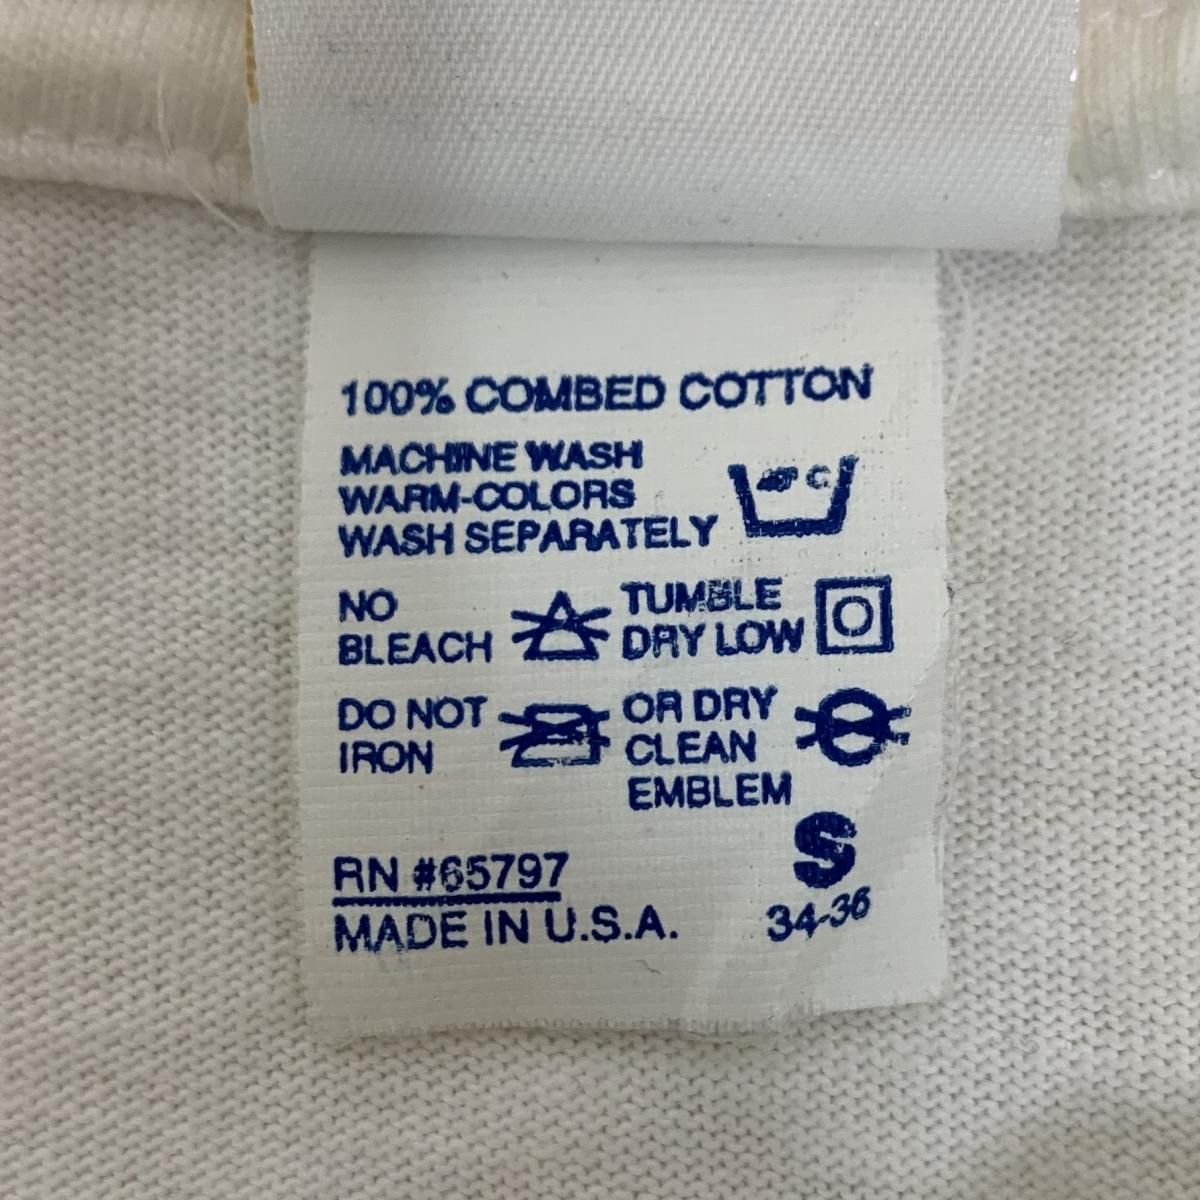 100% COMBED COTTON
MACHINE WASH
WARM-COLORS
WASH SEPARATELY
NO
BLEACH
TUMBLE
DRY LOW
DO NOT
IRON
OR DRY
CLEAN
EMBLEM
S
34-36
RN #65797
MADE IN U.S.A.